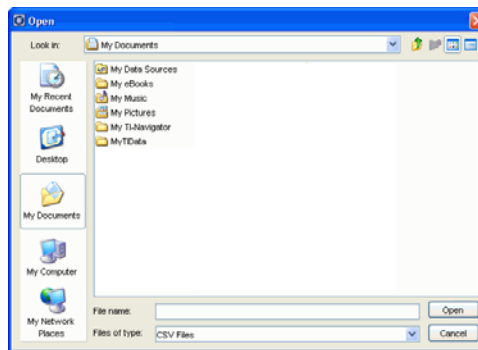 Open
Look in: My Documents
My Recent
Documents
Desktop
My Documents
My Computer
My Network
Places
My Data Sources
My eBooks
My Music
My Pictures
My TI-Navigator
MyTIData
File name: Open
Files of type: CSV Files Cancel